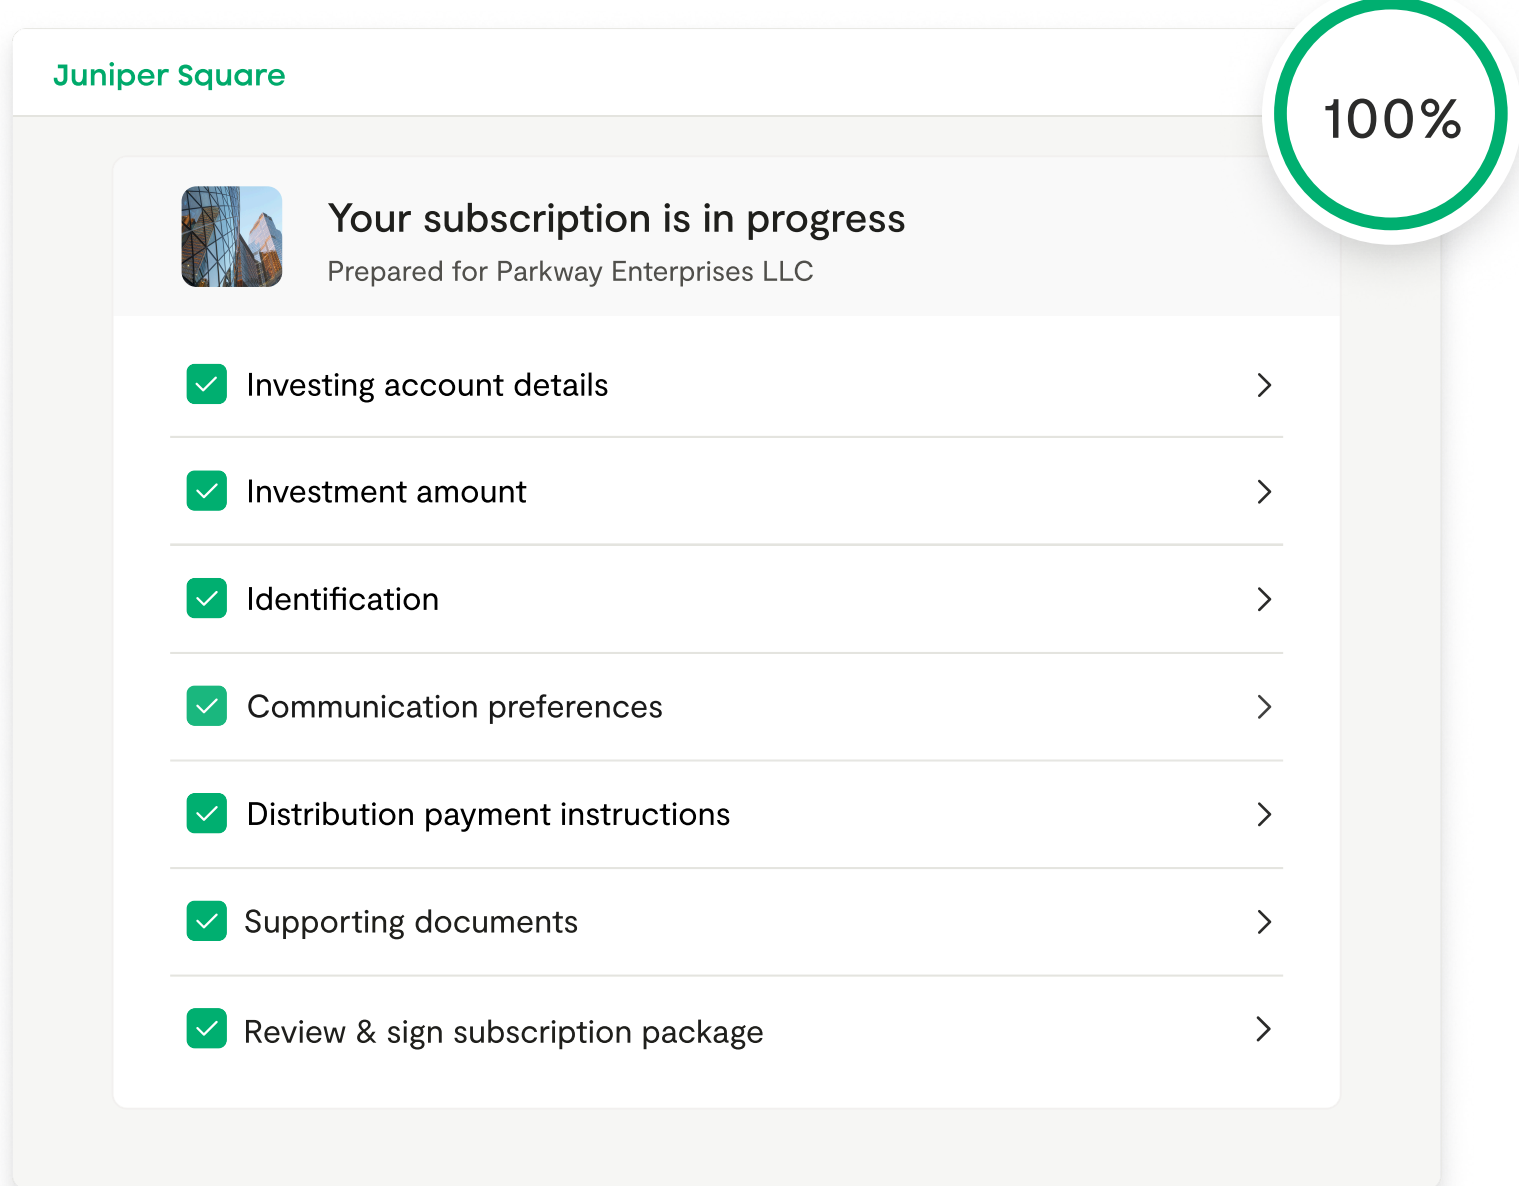 Juniper Square
100%
Your subscription is in progress
Prepared for Parkway Enterprises LLC
Investing account details
Investment amount
Identification
Communication preferences
Distribution payment instructions
Supporting documents
Review & sign subscription package